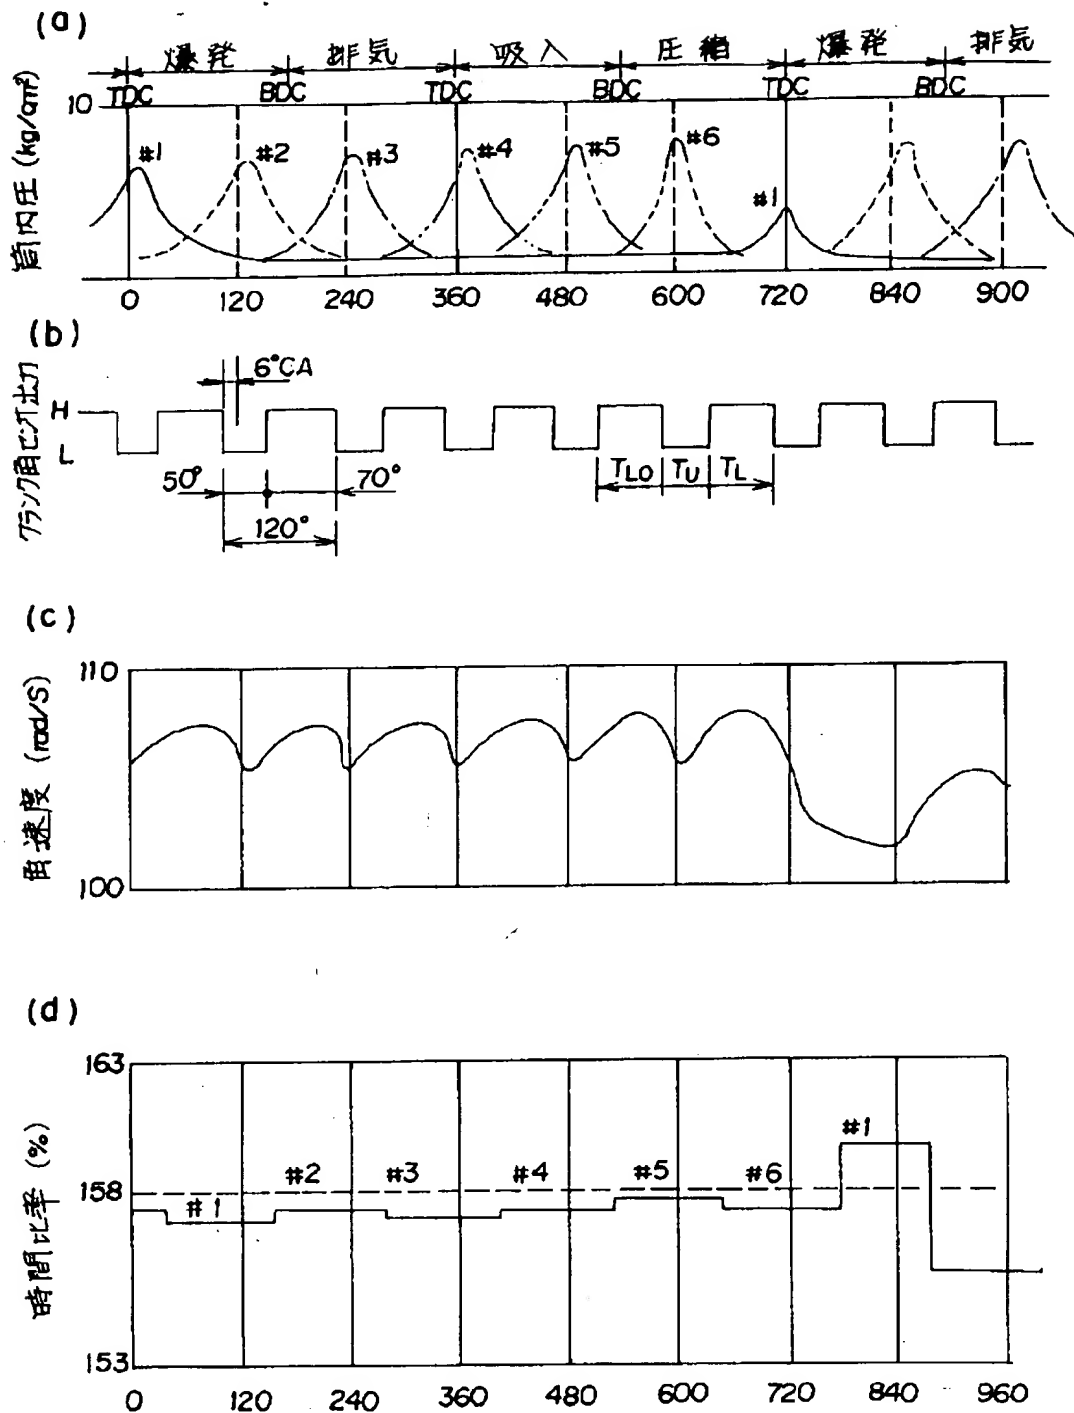 (a)
爆発 排気 吸入 圧縮 爆発 排気
TDC BDC TDC BDC TDC BDC
筒内圧 (kg/cm²)
10
#1 #2 #3 #4 #5 #6 #1
0 120 240 360 480 600 720 840 900
(b)
クランク角センサ出力
H
L
6°CA
50° 70°
120°
TLO TU TL
(c)
角速度 (rad/S)
110
100
(d)
時間比率 (%)
163
158
153
#1 #2 #3 #4 #5 #6 #1
0 120 240 360 480 600 720 840 960